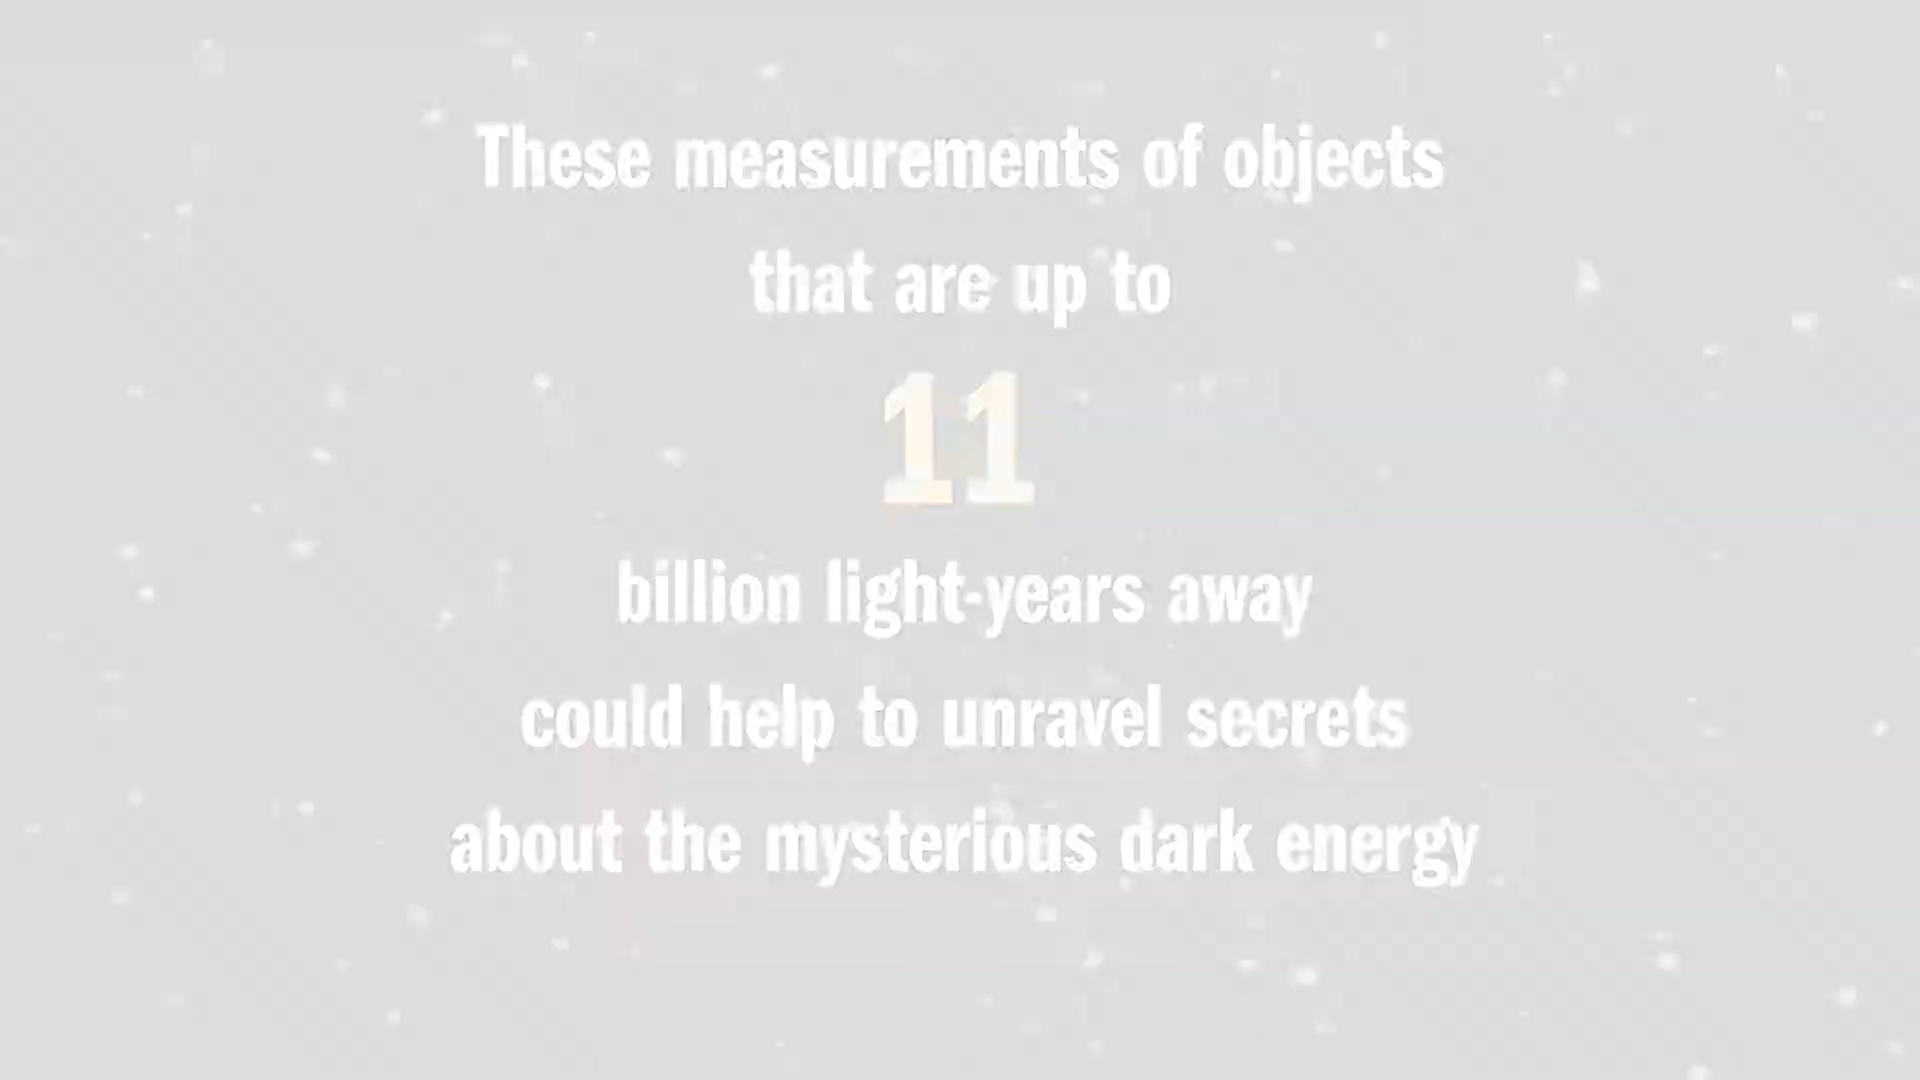 These measurements of objects
that are up to
11
billion light-years away
could help to unravel secrets
about the mysterious dark energy